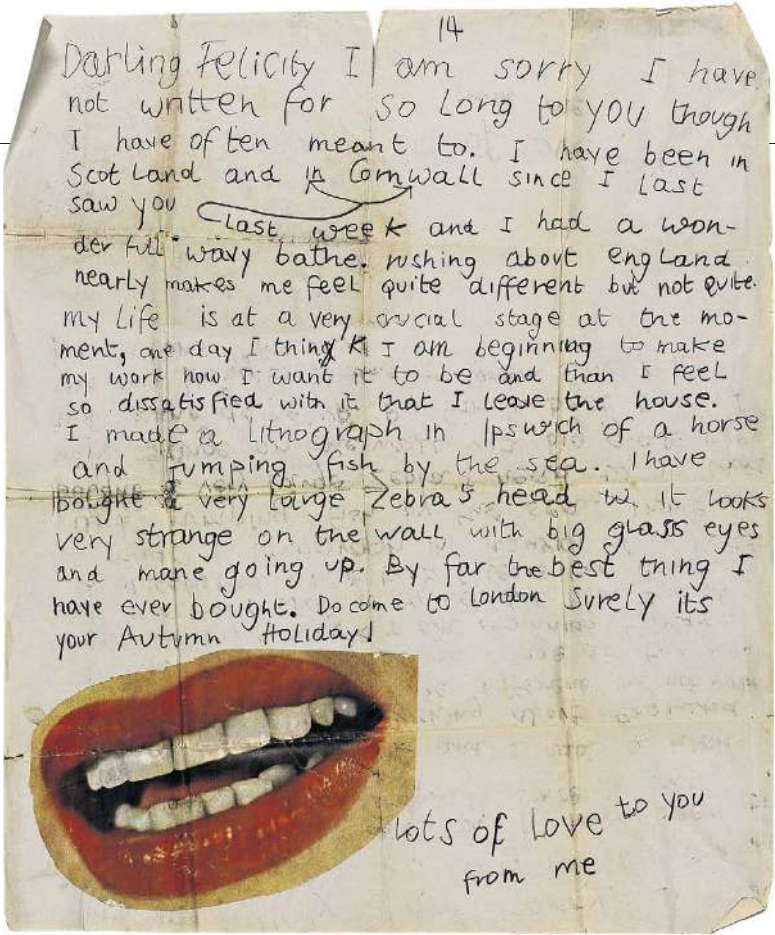 14
Darling Felicity I am sorry I have
not written for so long to you though
I have often meant to. I have been in
Scotland and in Cornwall since I last
saw you
last week and I had a won-
derfull wavy bathe. rushing about england
nearly makes me feel quite different but not quite.
my life is at a very crucial stage at the mo-
ment, one day I think I am beginning to make
my work how I want it to be and than I feel
so dissatisfied with it that I leave the house.
I made a lithograph in Ipswich of a horse
and Jumping fish by the sea. I have
bought a very large Zebra's head it looks
very strange on the wall with big glass eyes
and mane going up. By far the best thing I
have ever bought. Do come to London Surely its
your Autumn Holiday!
lots of love to you
from me